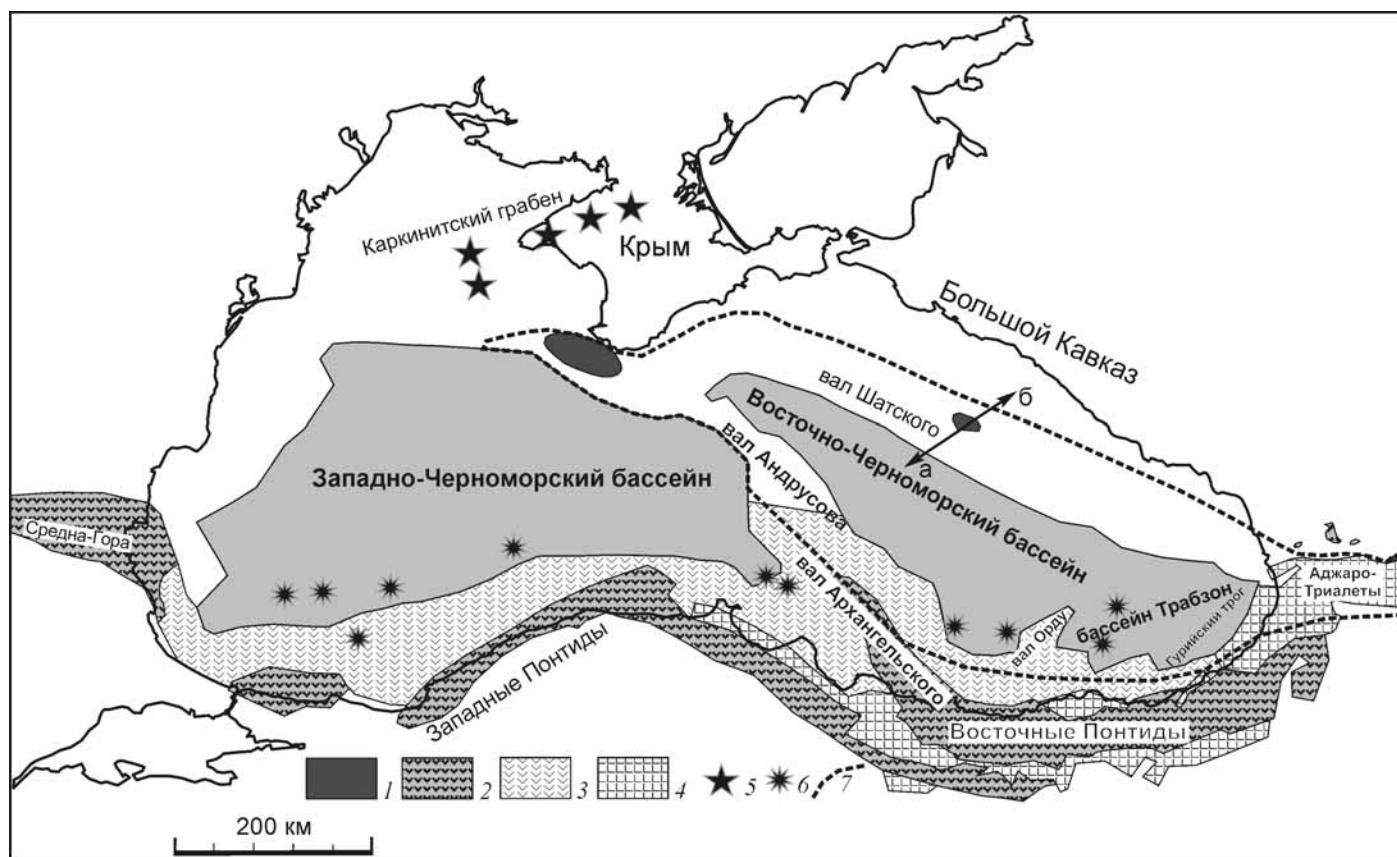 Каркинитский грабен
Крым
Большой Кавказ
вал Шатского
б
а
Восточно-Черноморский бассейн
вал Андрусова
Западно-Черноморский бассейн
Средна-Гора
вал Архангельского
вал Орду
бассейн Трабзон
Гурийский трог
Аджаро-
Триалеты
Западные Понтиды
Восточные Понтиды
1 2 3 4 5 6 7
200 км